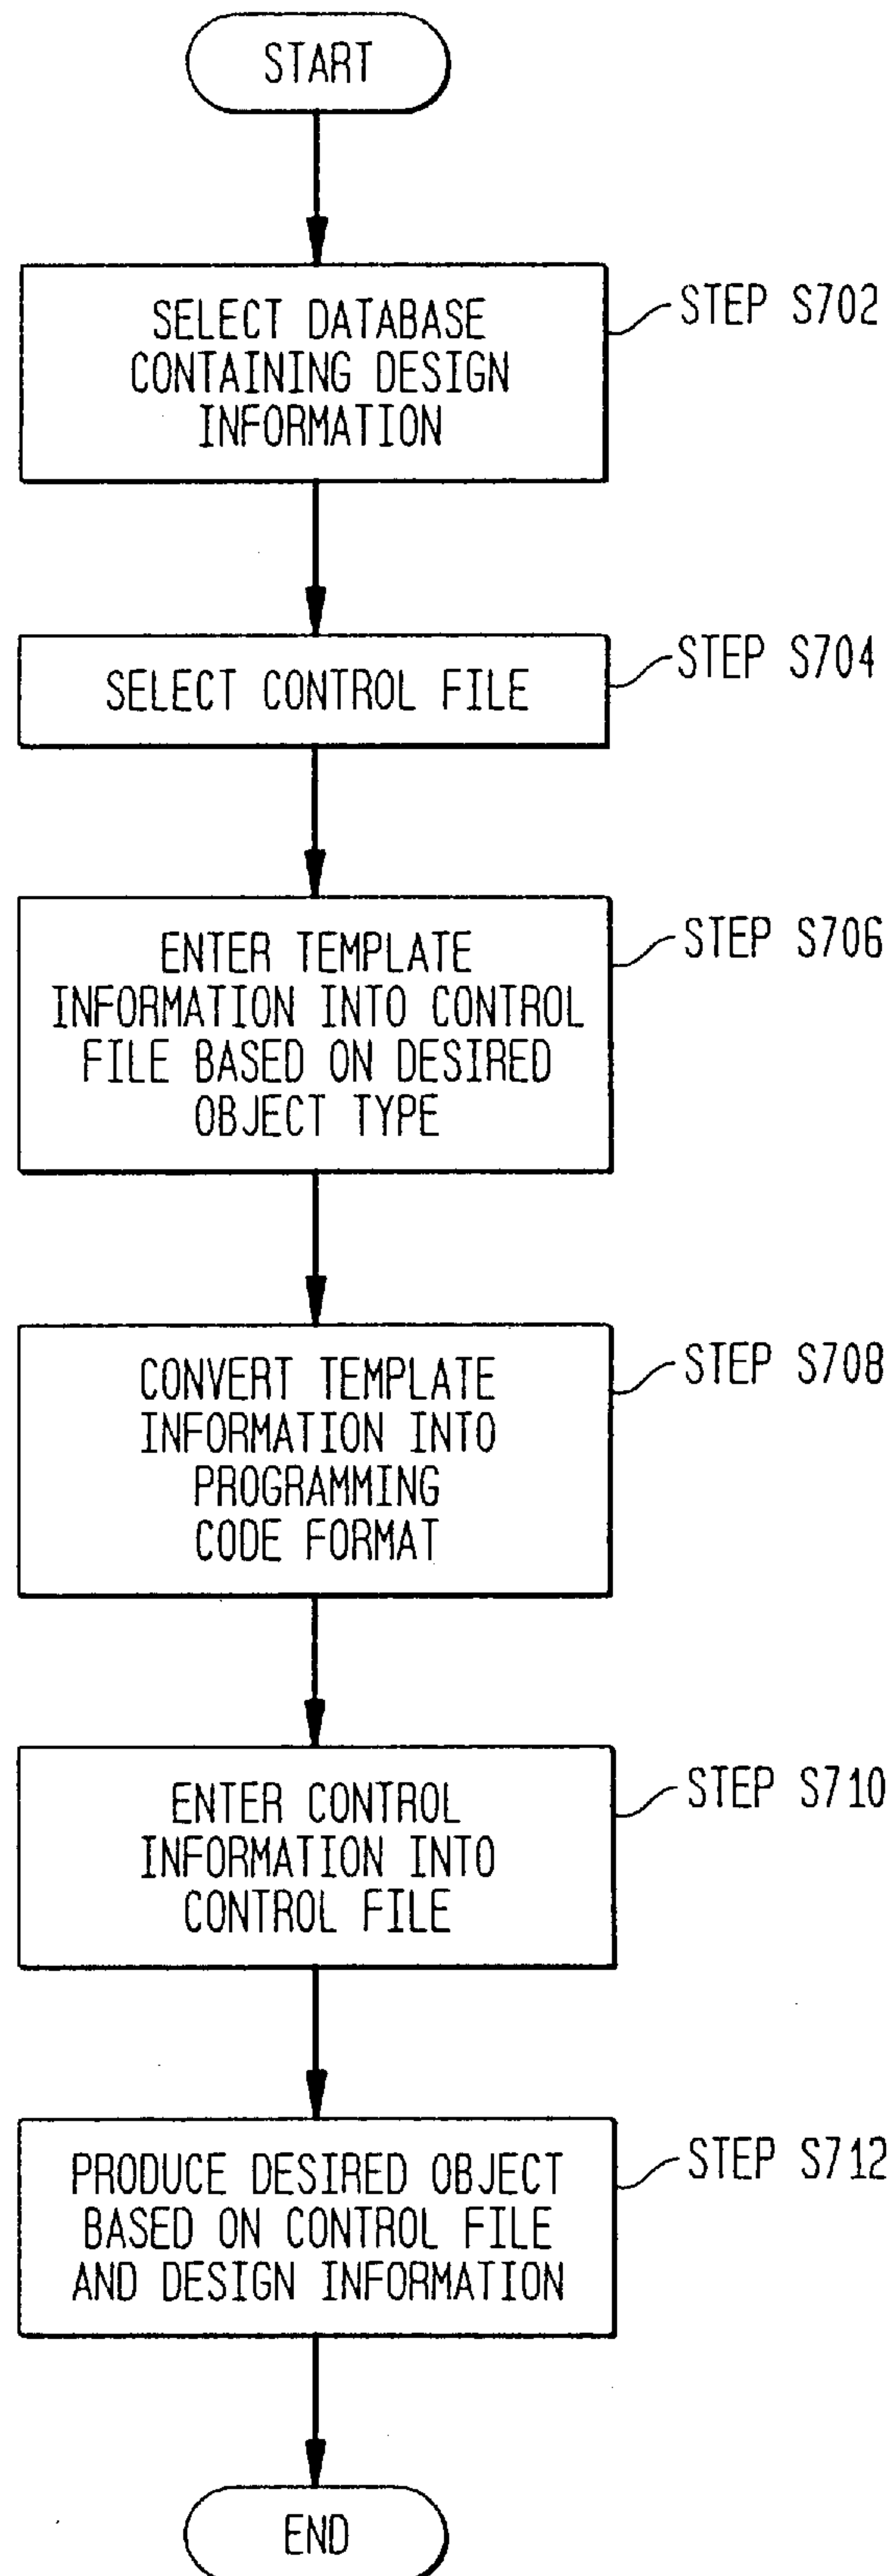 START
SELECT DATABASE
CONTAINING DESIGN
INFORMATION
STEP S702
SELECT CONTROL FILE
STEP S704
ENTER TEMPLATE
INFORMATION INTO CONTROL
FILE BASED ON DESIRED
OBJECT TYPE
STEP S706
CONVERT TEMPLATE
INFORMATION INTO
PROGRAMMING
CODE FORMAT
STEP S708
ENTER CONTROL
INFORMATION INTO
CONTROL FILE
STEP S710
PRODUCE DESIRED OBJECT
BASED ON CONTROL FILE
AND DESIGN INFORMATION
STEP S712
END